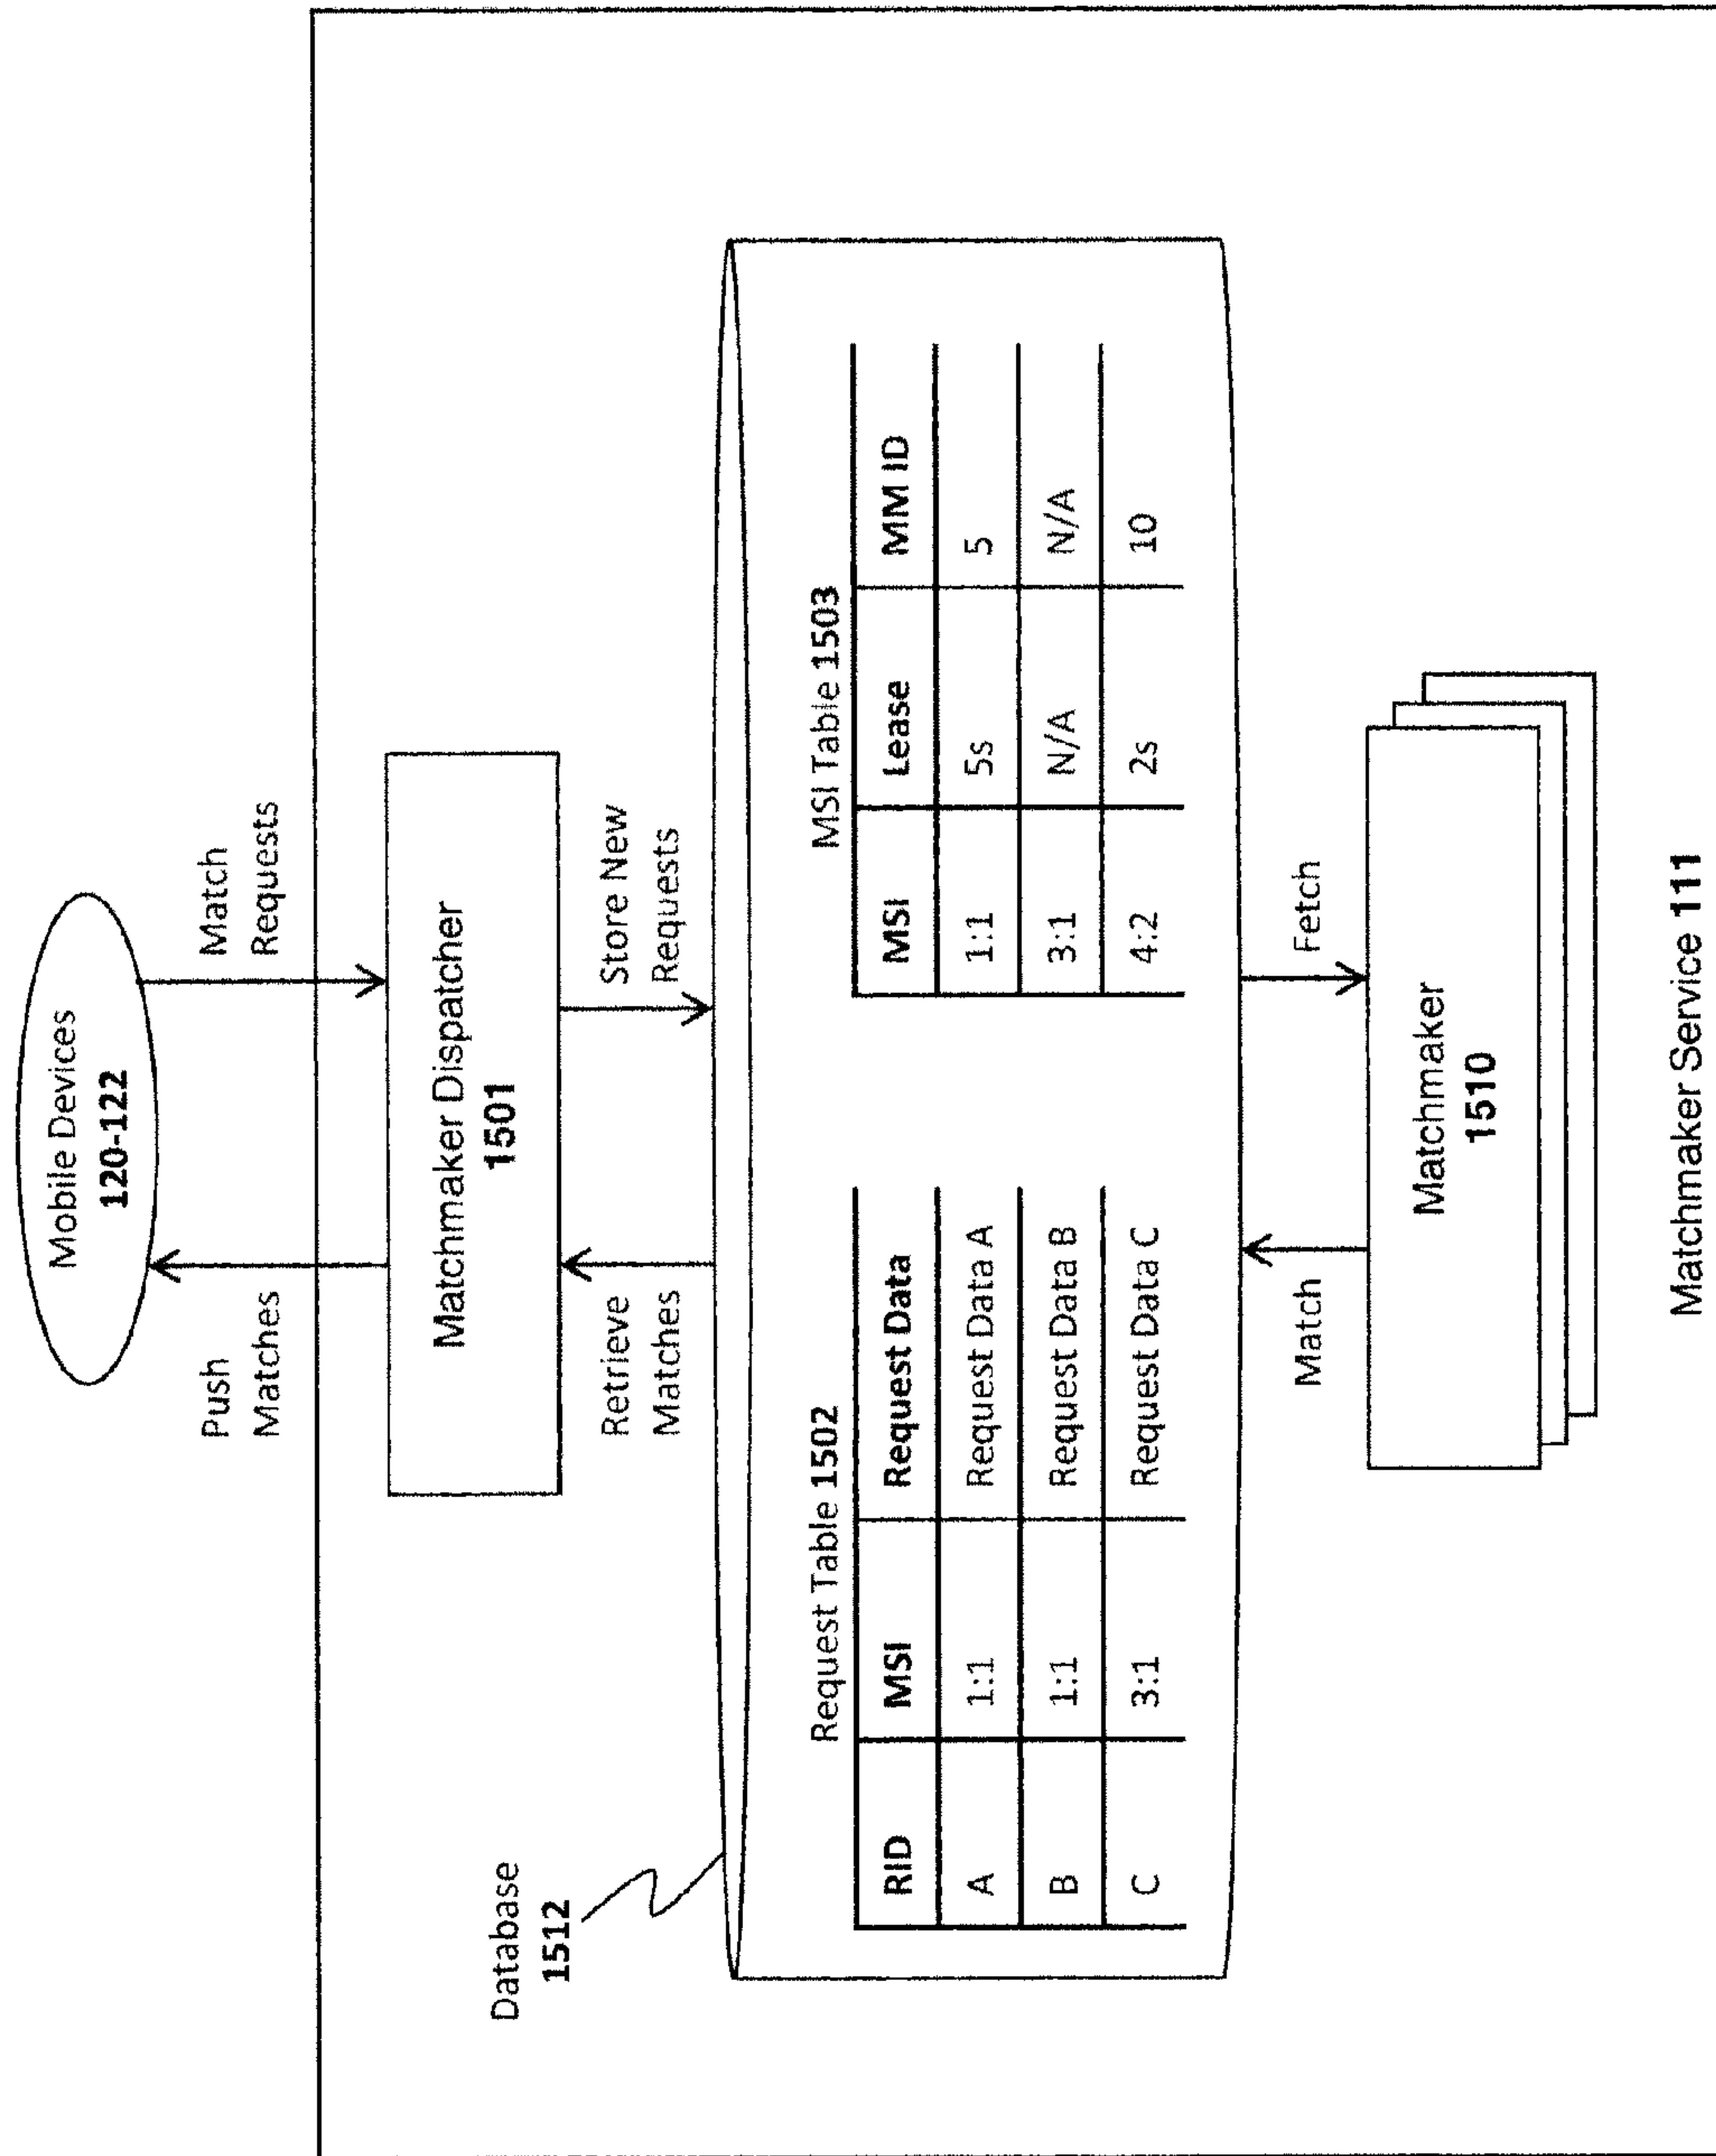 Mobile Devices
120-122
Push
Matches
Match
Requests
Matchmaker Dispatcher
1501
Retrieve
Matches
Store New
Requests
Database
1512
Request Table 1502
RID MSI Request Data
A 1:1 Request Data A
B 1:1 Request Data B
C 3:1 Request Data C
MSI Table 1503
MSI Lease MM ID
1:1 5s 5
3:1 N/A N/A
4:2 2s 10
Match
Fetch
Matchmaker
1510
Matchmaker Service 111